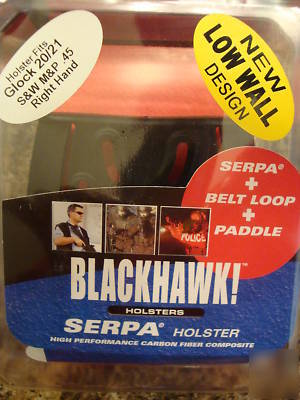 Holster Fits
Glock 20/21
S&W M&P .45
Right Hand
NEW
LOW WALL
DESIGN
SERPA®
+
BELT LOOP
+
PADDLE
POLICE
BLACKHAWK!™
HOLSTERS
SERPA® HOLSTER
HIGH PERFORMANCE CARBON FIBER COMPOSITE